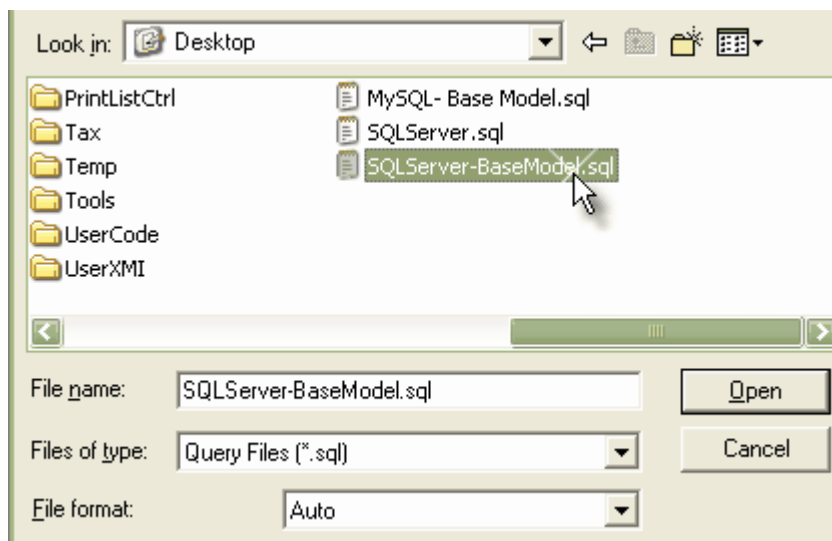 Look in: Desktop
PrintListCtrl
Tax
Temp
Tools
UserCode
UserXMI
MySQL- Base Model.sql
SQLServer.sql
SQLServer-BaseModel.sql
File name: SQLServer-BaseModel.sql Open
Files of type: Query Files (*.sql) Cancel
File format: Auto